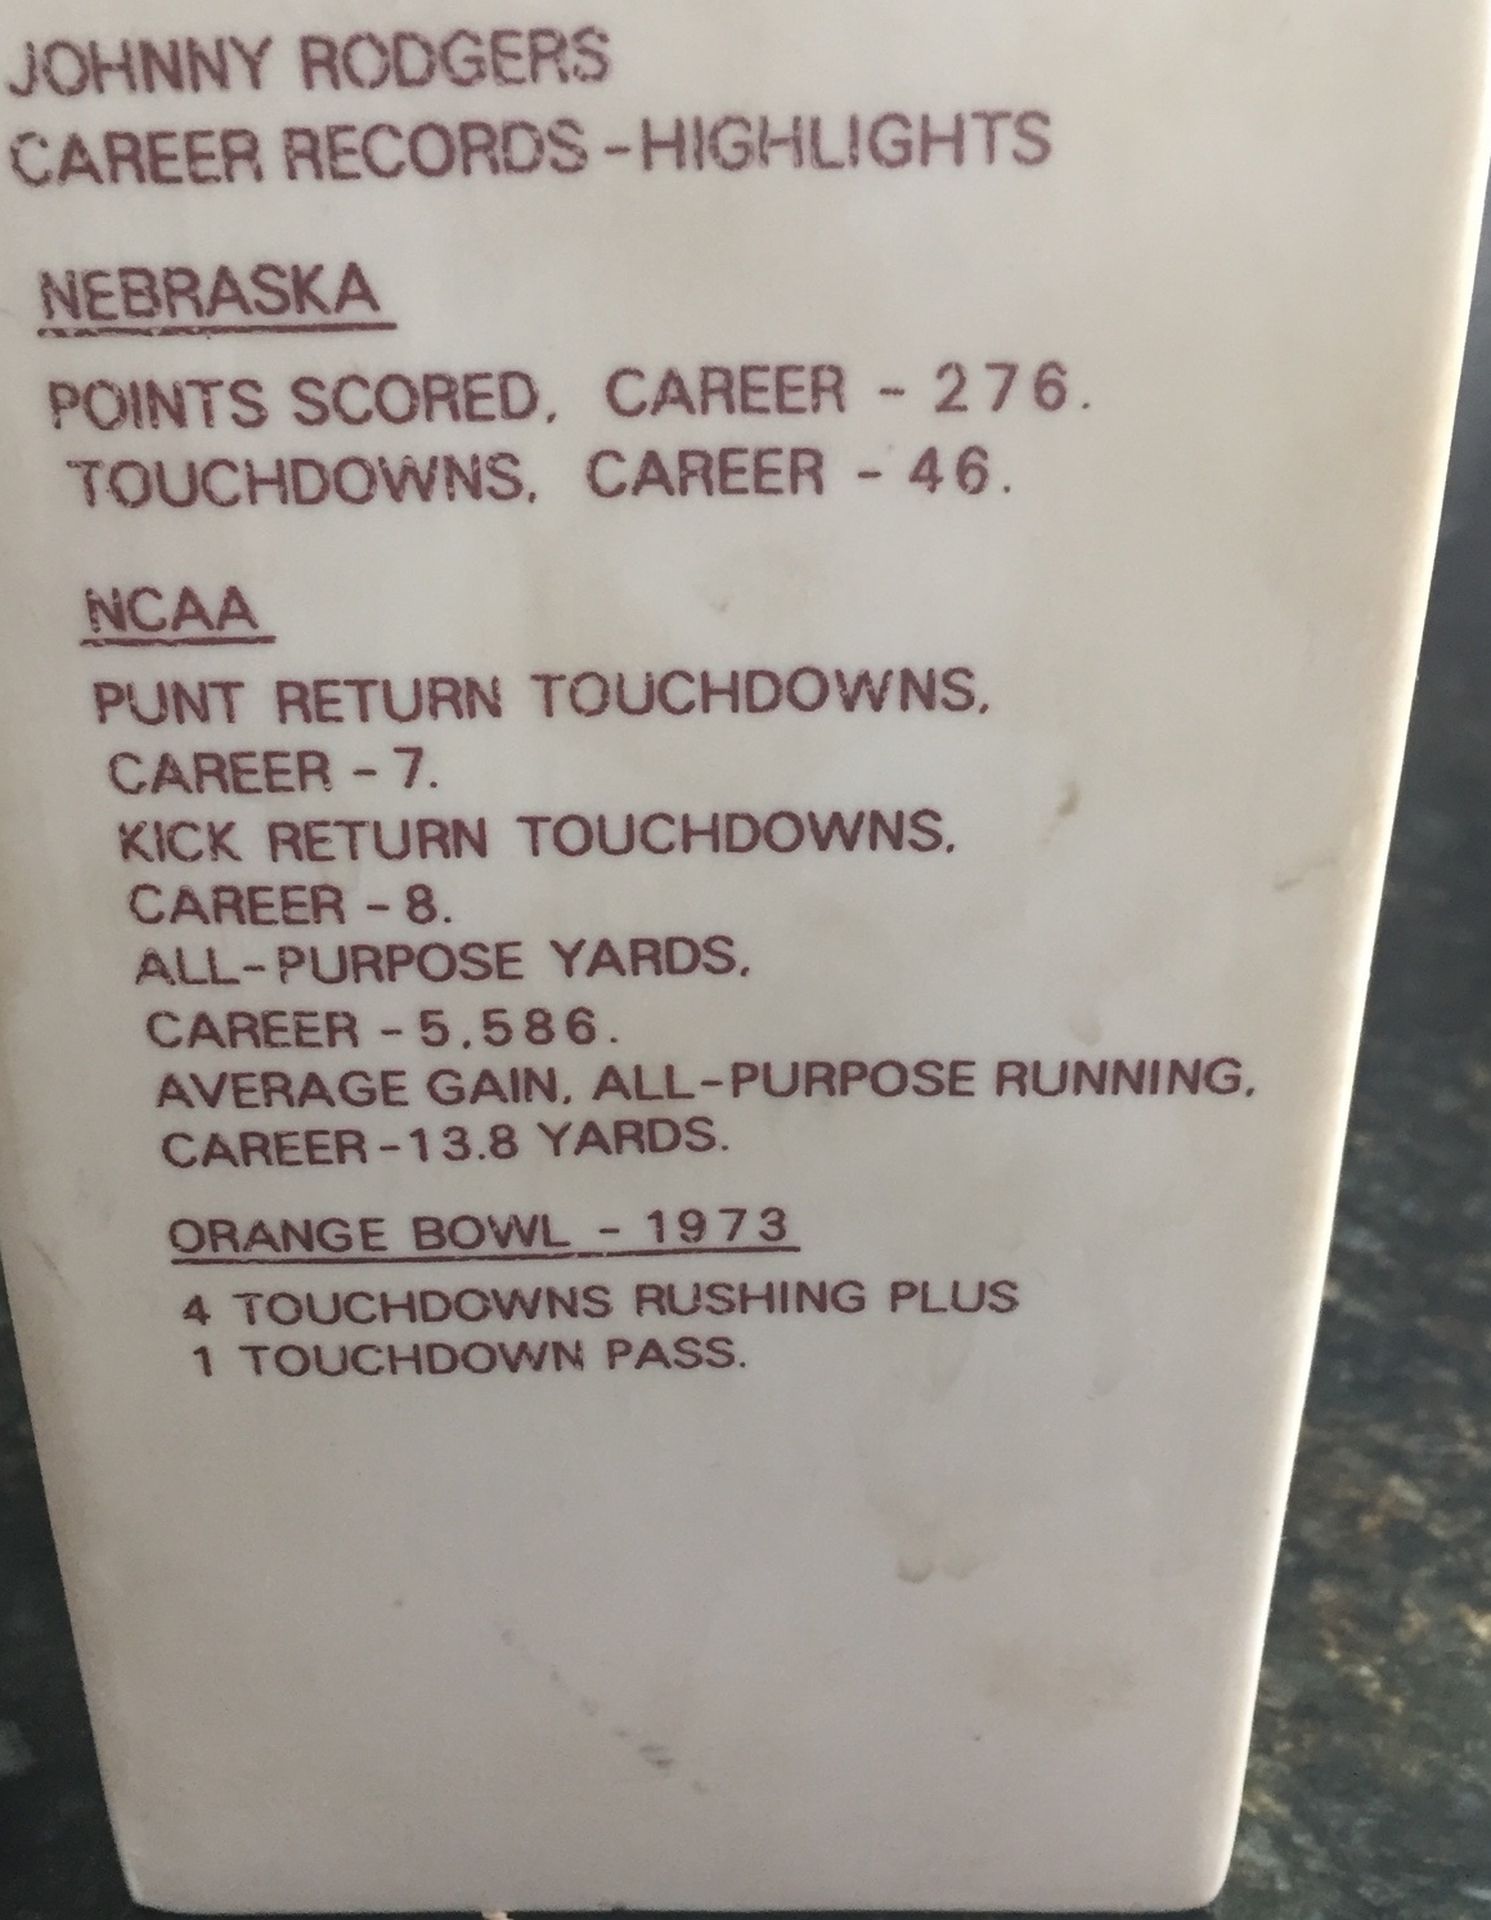 JOHNNY RODGERS
CAREER RECORDS - HIGHLIGHTS
NEBRASKA
POINTS SCORED, CAREER - 276.
TOUCHDOWNS, CAREER - 46.
NCAA
PUNT RETURN TOUCHDOWNS,
CAREER - 7.
KICK RETURN TOUCHDOWNS,
CAREER - 8.
ALL-PURPOSE YARDS,
CAREER - 5,586.
AVERAGE GAIN, ALL-PURPOSE RUNNING,
CAREER-13.8 YARDS.
ORANGE BOWL - 1973
4 TOUCHDOWNS RUSHING PLUS
1 TOUCHDOWN PASS.